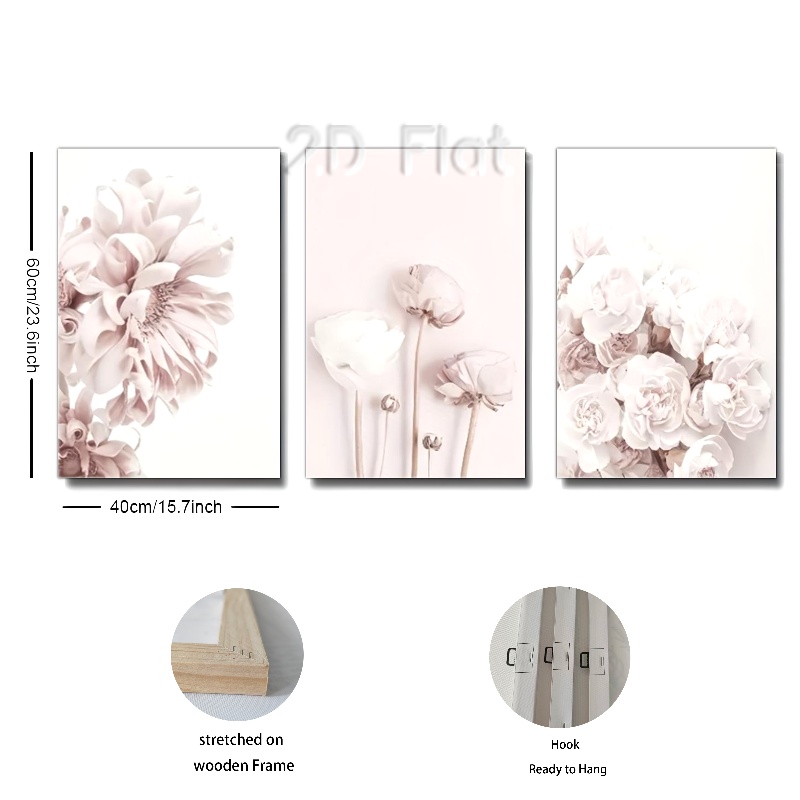 2D Flat
60cm/23.6inch
40cm/15.7inch
stretched on
wooden Frame
Hook
Ready to Hang